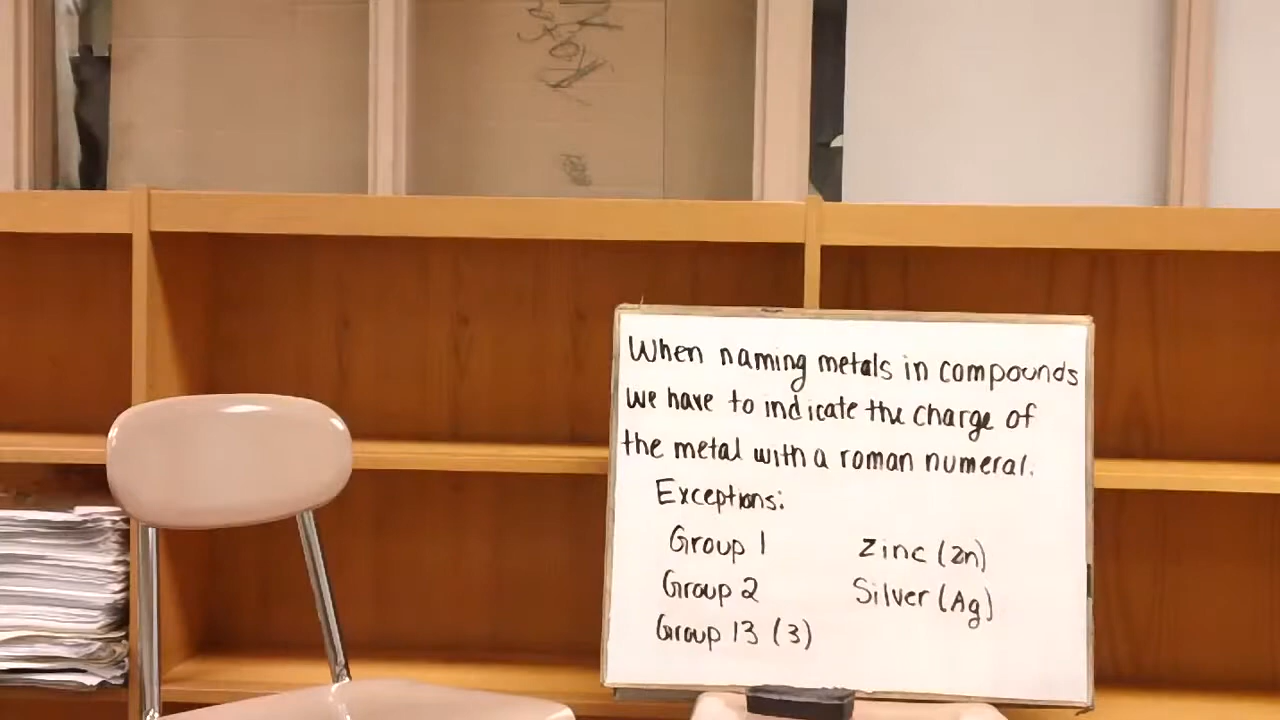 When naming metals in compounds
we have to indicate the charge of
the metal with a roman numeral.
Exceptions:
Group 1
Group 2
Group 13 (3)
Zinc (Zn)
Silver (Ag)